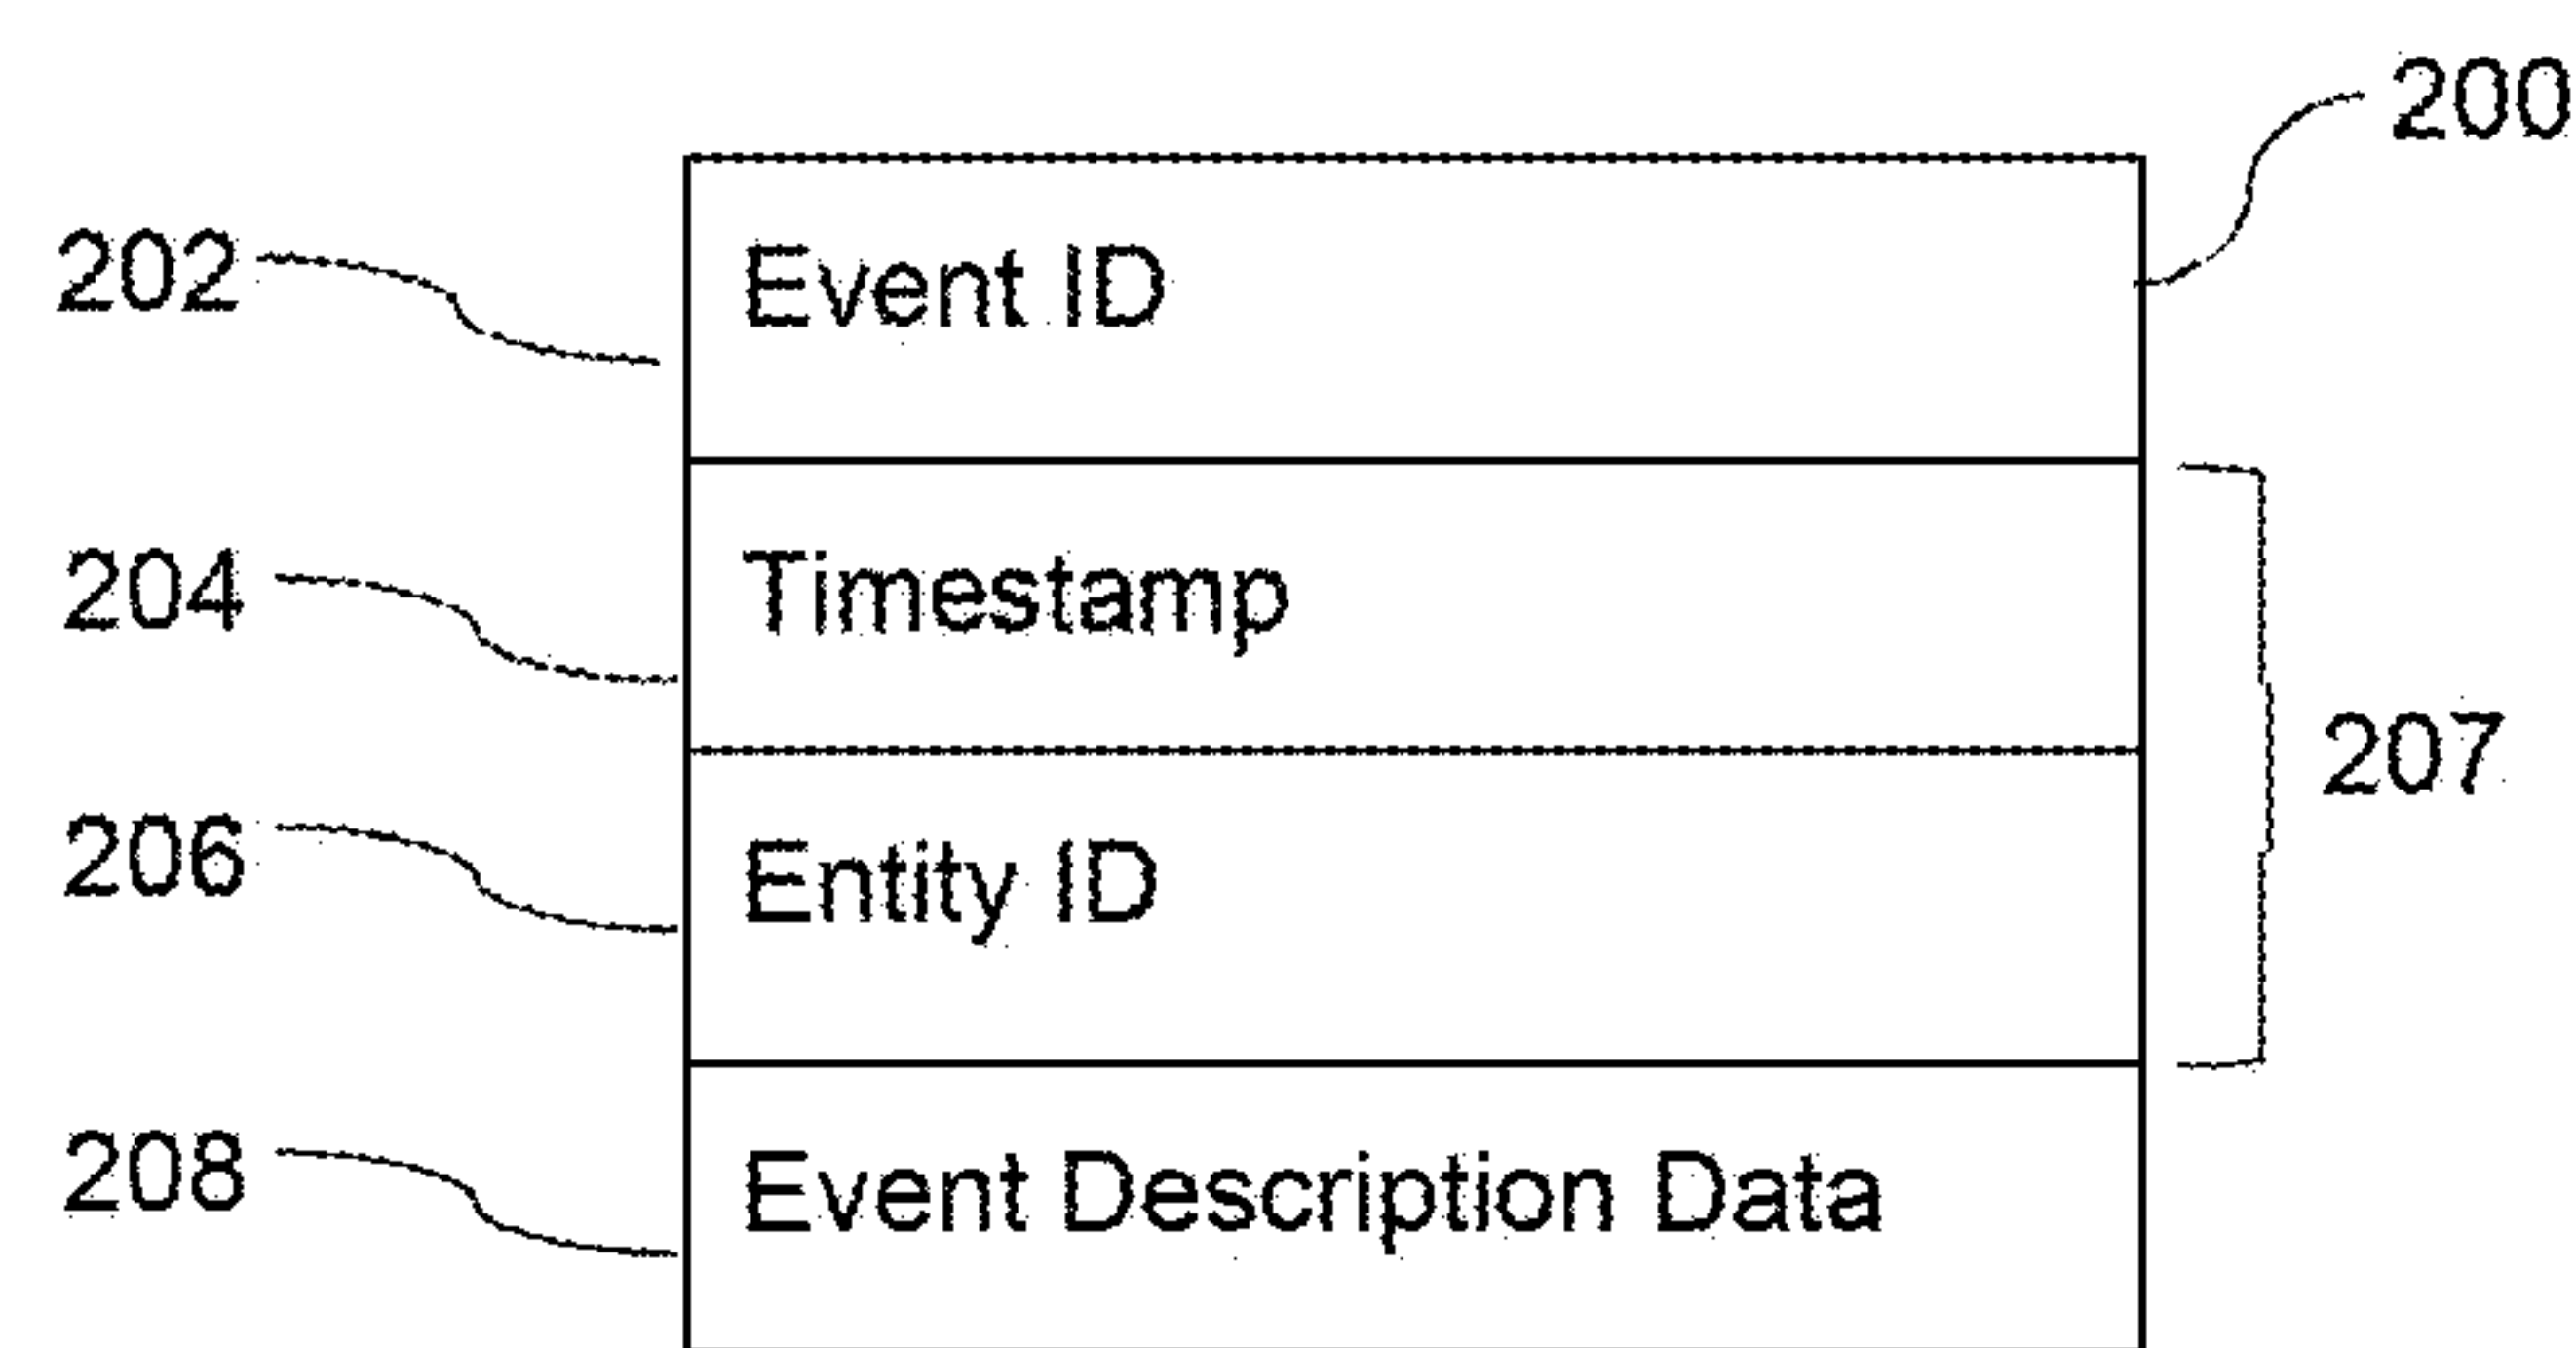 200
202 Event ID
204 Timestamp
207
206 Entity ID
208 Event Description Data